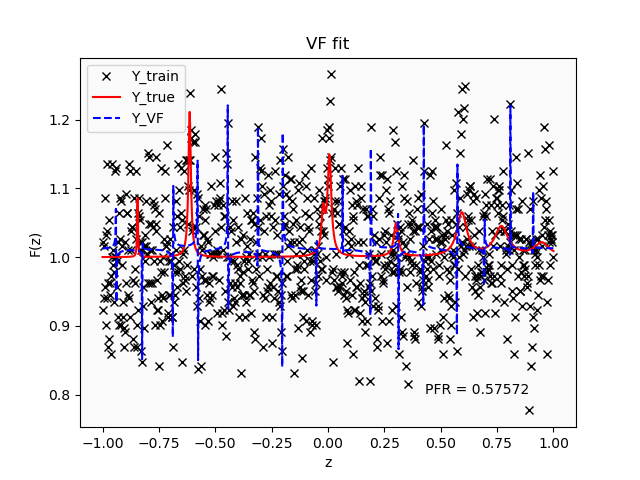 VF fit
Y_train
Y_true
Y_VF
F(z)
1.2
1.1
1.0
0.9
0.8
PFR = 0.57572
−1.00 −0.75 −0.50 −0.25 0.00 0.25 0.50 0.75 1.00
z